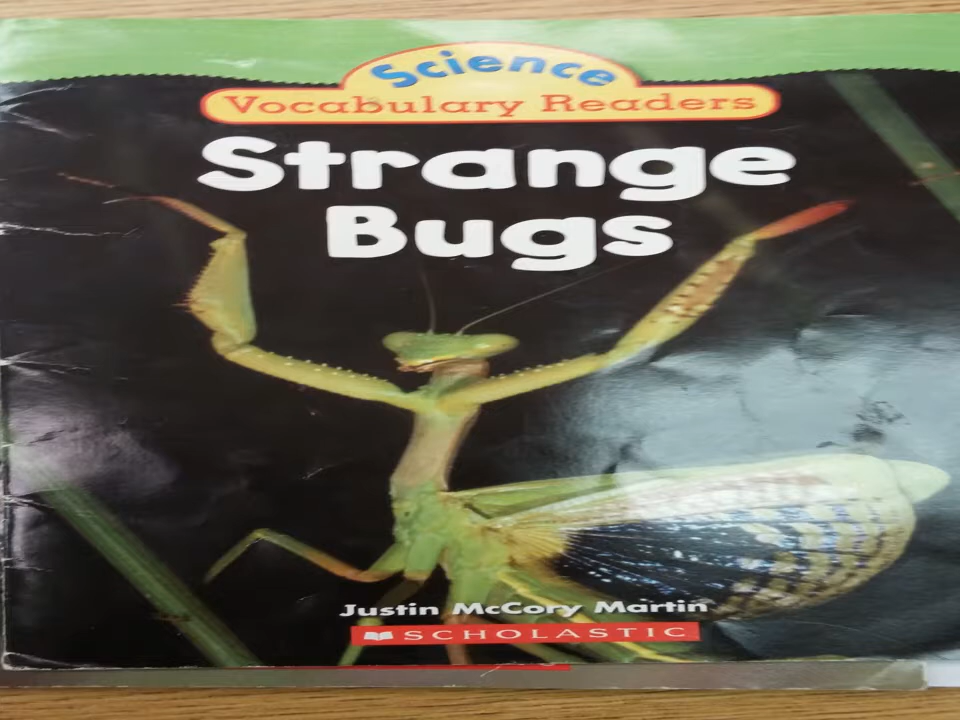 Science
Vocabulary Readers
Strange
Bugs
Justin McCory Martin
SCHOLASTIC